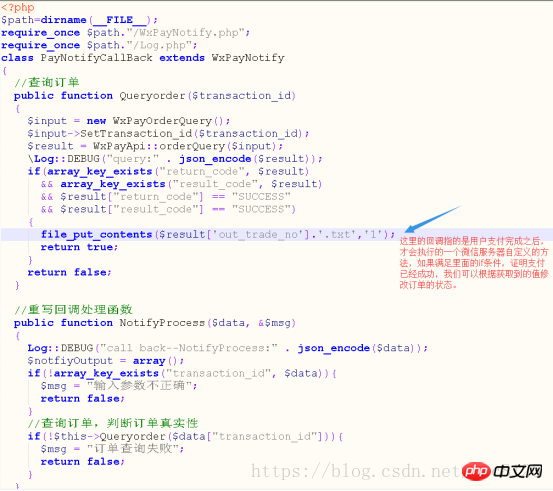 <?php
$path=dirname(__FILE__);
require_once $path."/WxPayNotify.php";
require_once $path."/Log.php";
class PayNotifyCallBack extends WxPayNotify
{
//查询订单
public function Queryorder($transaction_id)
{
$input = new WxPayOrderQuery();
$input->SetTransaction_id($transaction_id);
$result = WxPayApi::orderQuery($input);
\Log::DEBUG("query:" . json_encode($result));
if(array_key_exists("return_code", $result)
&& array_key_exists("result_code", $result)
&& $result["return_code"] == "SUCCESS"
&& $result["result_code"] == "SUCCESS")
{
file_put_contents($result['out_trade_no'].'.txt','1');
return true;
}
return false;
}
这里的回调指的是用户支付完成之后,
才会执行的一个微信服务器自定义的方
法,如果满足里面的if条件,证明支付
已经成功,我们可以根据获取到的值修
改订单的状态。
//重写回调处理函数
public function NotifyProcess($data, &$msg)
{
Log::DEBUG("call back--NotifyProcess:" . json_encode($data));
$notfiyOutput = array();
if(!array_key_exists("transaction_id", $data)){
$msg = "输入参数不正确";
return false;
}
//查询订单,判断订单真实性
if(!$this->Queryorder($data["transaction_id"])){
$msg = "订单查询失败";
return false;
}
}
https://blog.csdn.net
php 中文网